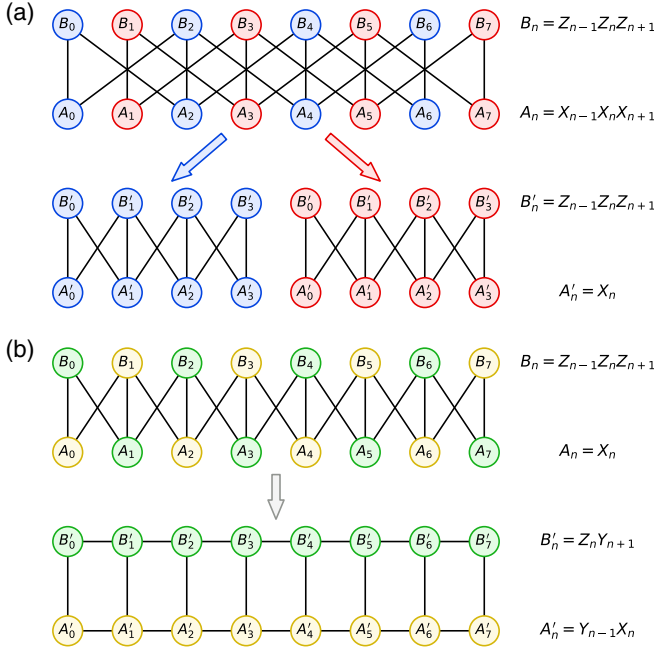 (a)
B₀ B₁ B₂ B₃ B₄ B₅ B₆ B₇ Bₙ = Zₙ₋₁ZₙZₙ₊₁
A₀ A₁ A₂ A₃ A₄ A₅ A₆ A₇ Aₙ = Xₙ₋₁XₙXₙ₊₁
B′₀ B′₁ B′₂ B′₃ B′₀ B′₁ B′₂ B′₃ B′ₙ = Zₙ₋₁ZₙZₙ₊₁
A′₀ A′₁ A′₂ A′₃ A′₀ A′₁ A′₂ A′₃ A′ₙ = Xₙ
(b)
B₀ B₁ B₂ B₃ B₄ B₅ B₆ B₇ Bₙ = Zₙ₋₁ZₙZₙ₊₁
A₀ A₁ A₂ A₃ A₄ A₅ A₆ A₇ Aₙ = Xₙ
B′₀ B′₁ B′₂ B′₃ B′₄ B′₅ B′₆ B′₇ B′ₙ = ZₙYₙ₊₁
A′₀ A′₁ A′₂ A′₃ A′₄ A′₅ A′₆ A′₇ A′ₙ = Yₙ₋₁Xₙ